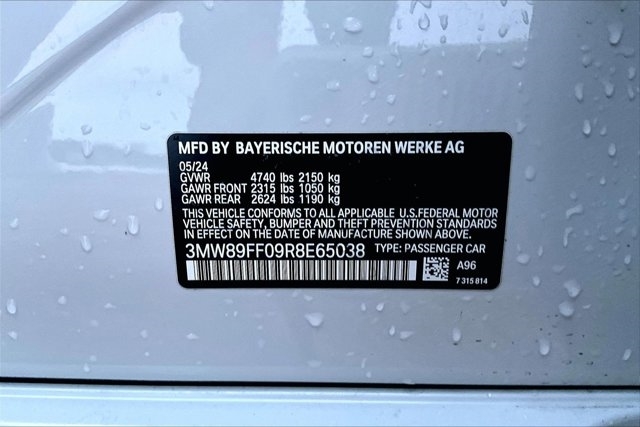 MFD BY BAYERISCHE MOTOREN WERKE AG
05/24
GVWR 4740 lbs 2150 kg
GAWR FRONT 2315 lbs 1050 kg
GAWR REAR 2624 lbs 1190 kg
THIS VEHICLE CONFORMS TO ALL APPLICABLE U.S.FEDERAL MOTOR
VEHICLE SAFETY, BUMPER AND THEFT PREVENTION STANDARDS
IN EFFECT ON THE DATE OF MANUFACTURE SHOWN ABOVE.
3MW89FF09R8E65038 TYPE: PASSENGER CAR
A96
7 315 814